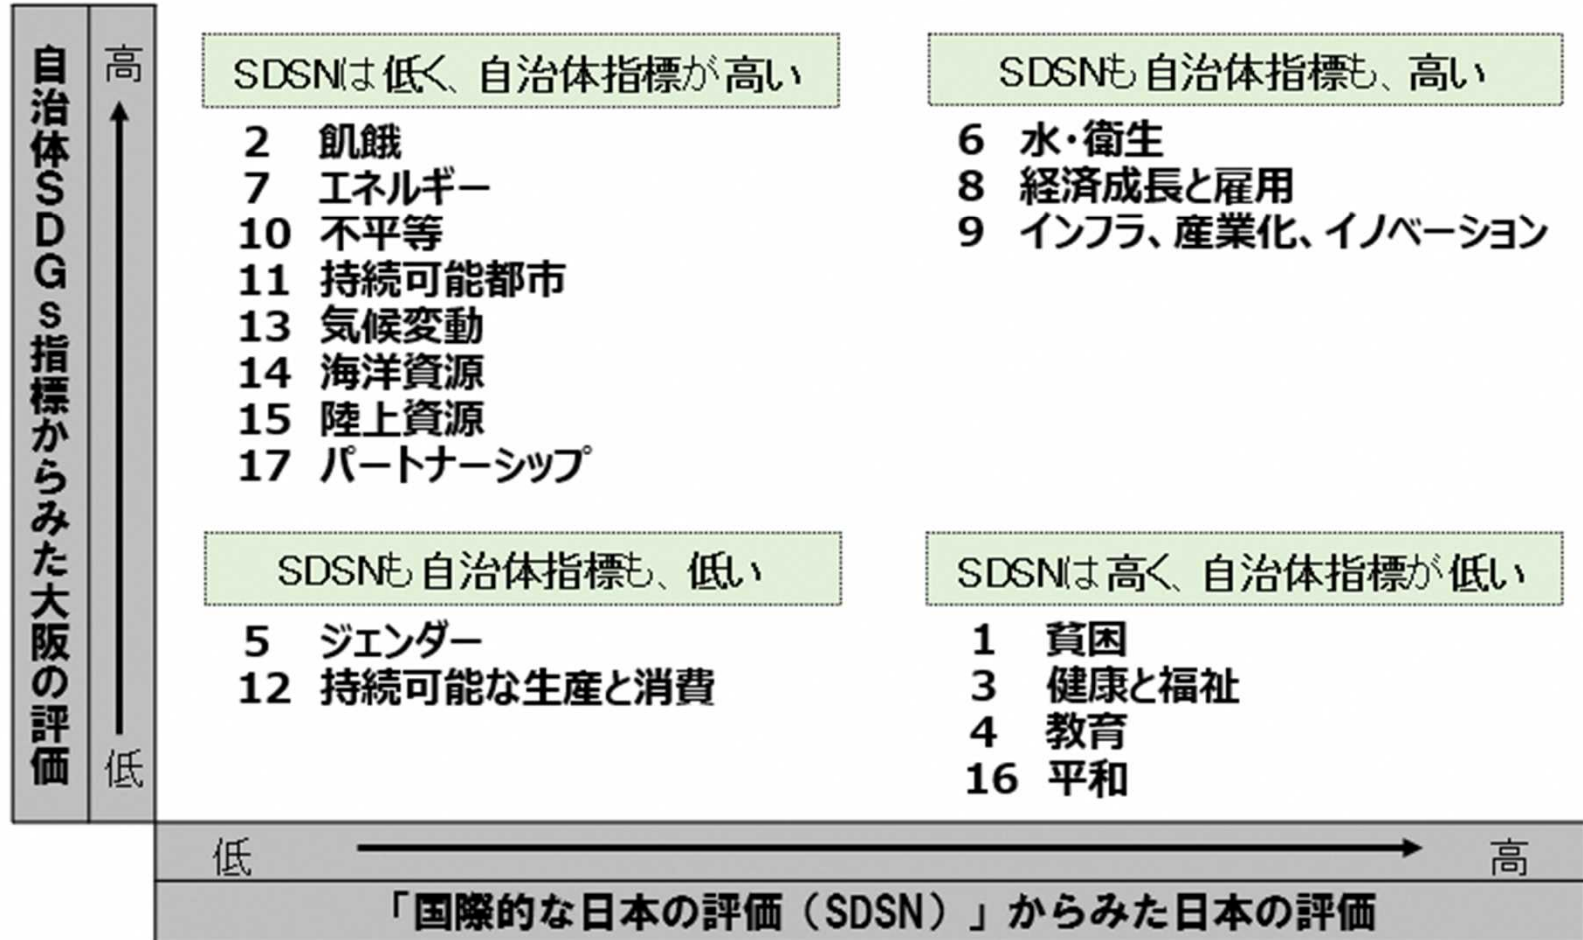 自治体SDGs指標からみた大阪の評価
高
低
SDSNは低く、自治体指標が高い
2 飢餓
7 エネルギー
10 不平等
11 持続可能都市
13 気候変動
14 海洋資源
15 陸上資源
17 パートナーシップ
SDSNも自治体指標も、高い
6 水・衛生
8 経済成長と雇用
9 インフラ、産業化、イノベーション
SDSNも自治体指標も、低い
5 ジェンダー
12 持続可能な生産と消費
SDSNは高く、自治体指標が低い
1 貧困
3 健康と福祉
4 教育
16 平和
低
高
「国際的な日本の評価（SDSN）」からみた日本の評価